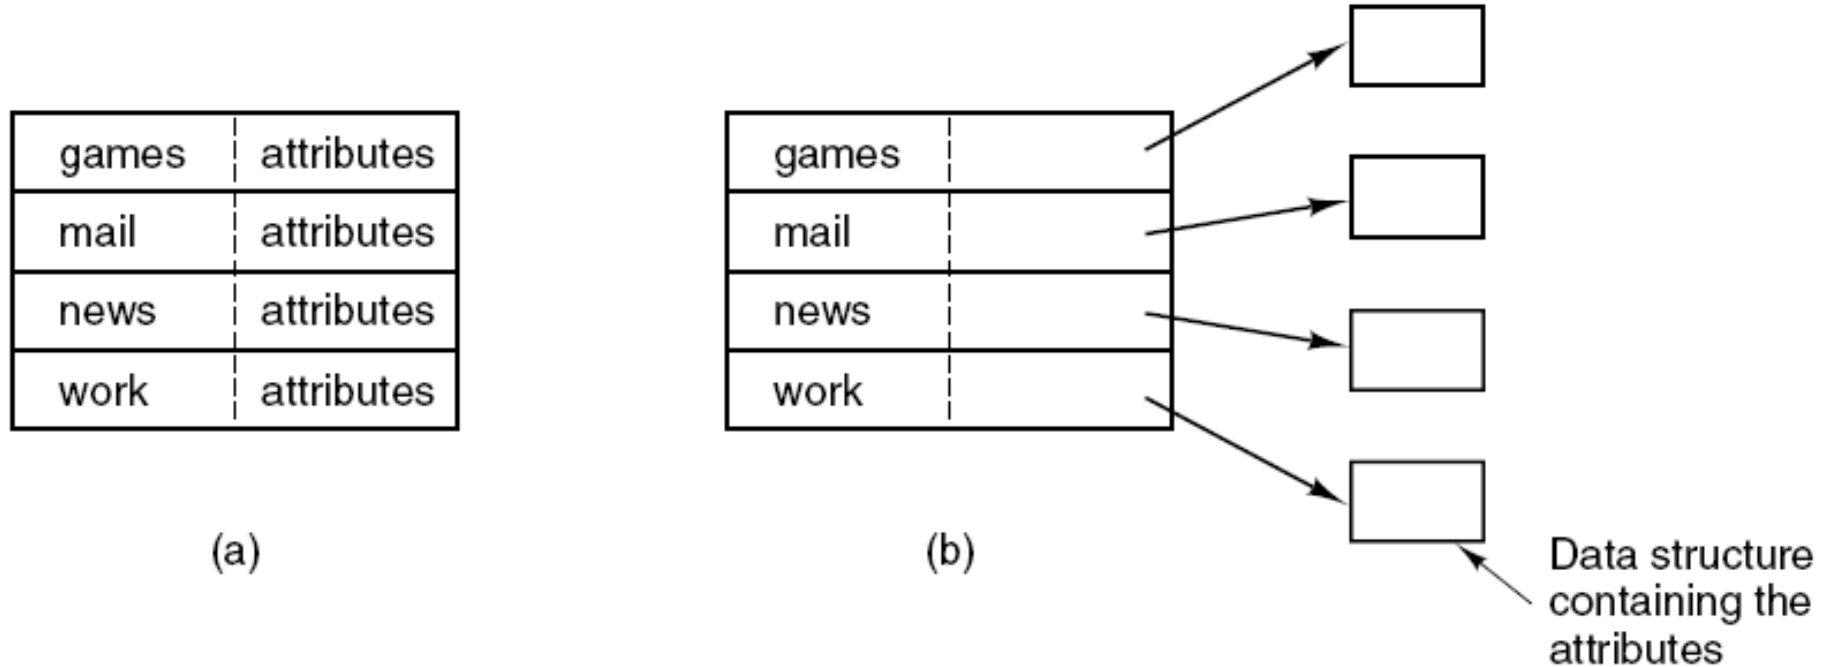 games attributes
mail attributes
news attributes
work attributes
(a)
games
mail
news
work
(b)
Data structure
containing the
attributes